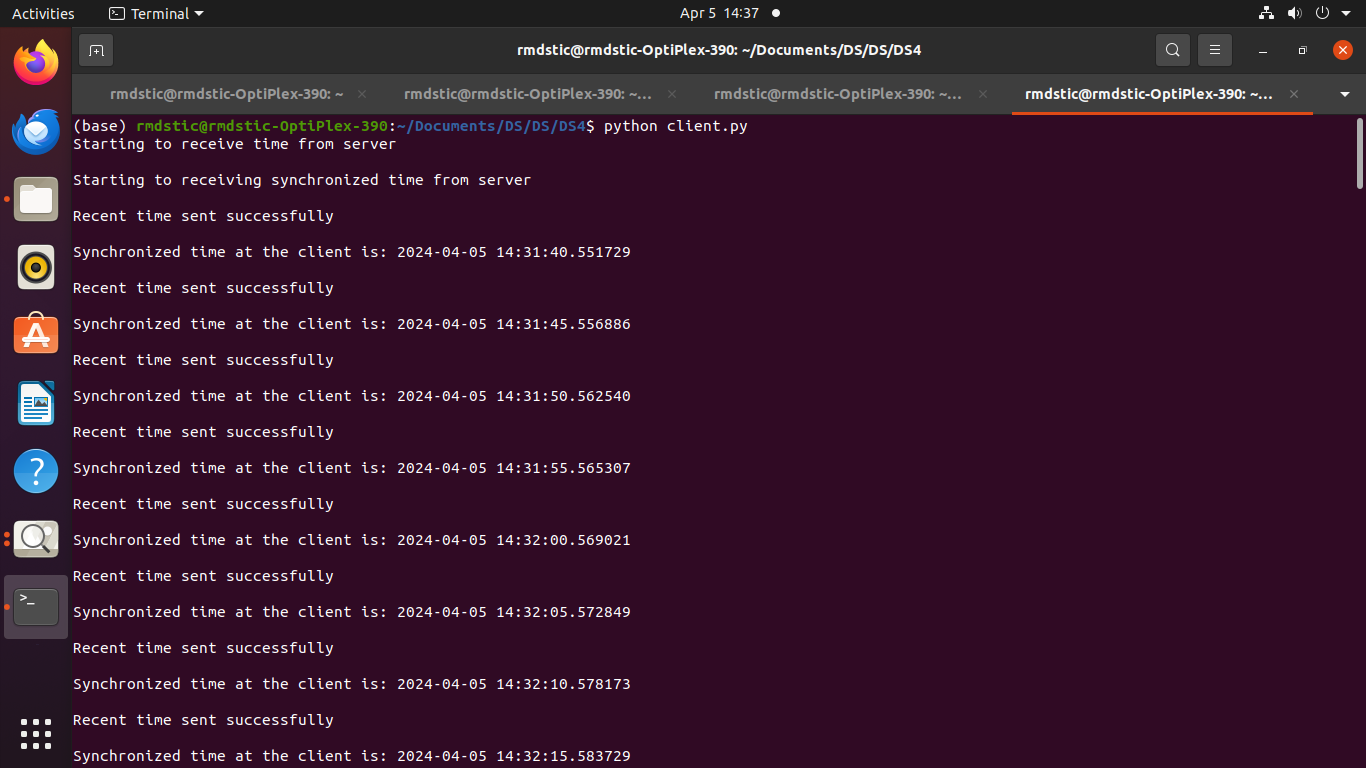 Activities Terminal Apr 5 14:37
rmdstic@rmdstic-OptiPlex-390: ~/Documents/DS/DS/DS4
rmdstic@rmdstic-OptiPlex-390: ~ rmdstic@rmdstic-OptiPlex-390: ~... rmdstic@rmdstic-OptiPlex-390: ~... rmdstic@rmdstic-OptiPlex-390: ~...
(base) rmdstic@rmdstic-OptiPlex-390:~/Documents/DS/DS/DS4$ python client.py
Starting to receive time from server
Starting to receiving synchronized time from server
Recent time sent successfully
Synchronized time at the client is: 2024-04-05 14:31:40.551729
Recent time sent successfully
Synchronized time at the client is: 2024-04-05 14:31:45.556886
Recent time sent successfully
Synchronized time at the client is: 2024-04-05 14:31:50.562540
Recent time sent successfully
Synchronized time at the client is: 2024-04-05 14:31:55.565307
Recent time sent successfully
Synchronized time at the client is: 2024-04-05 14:32:00.569021
Recent time sent successfully
Synchronized time at the client is: 2024-04-05 14:32:05.572849
Recent time sent successfully
Synchronized time at the client is: 2024-04-05 14:32:10.578173
Recent time sent successfully
Synchronized time at the client is: 2024-04-05 14:32:15.583729